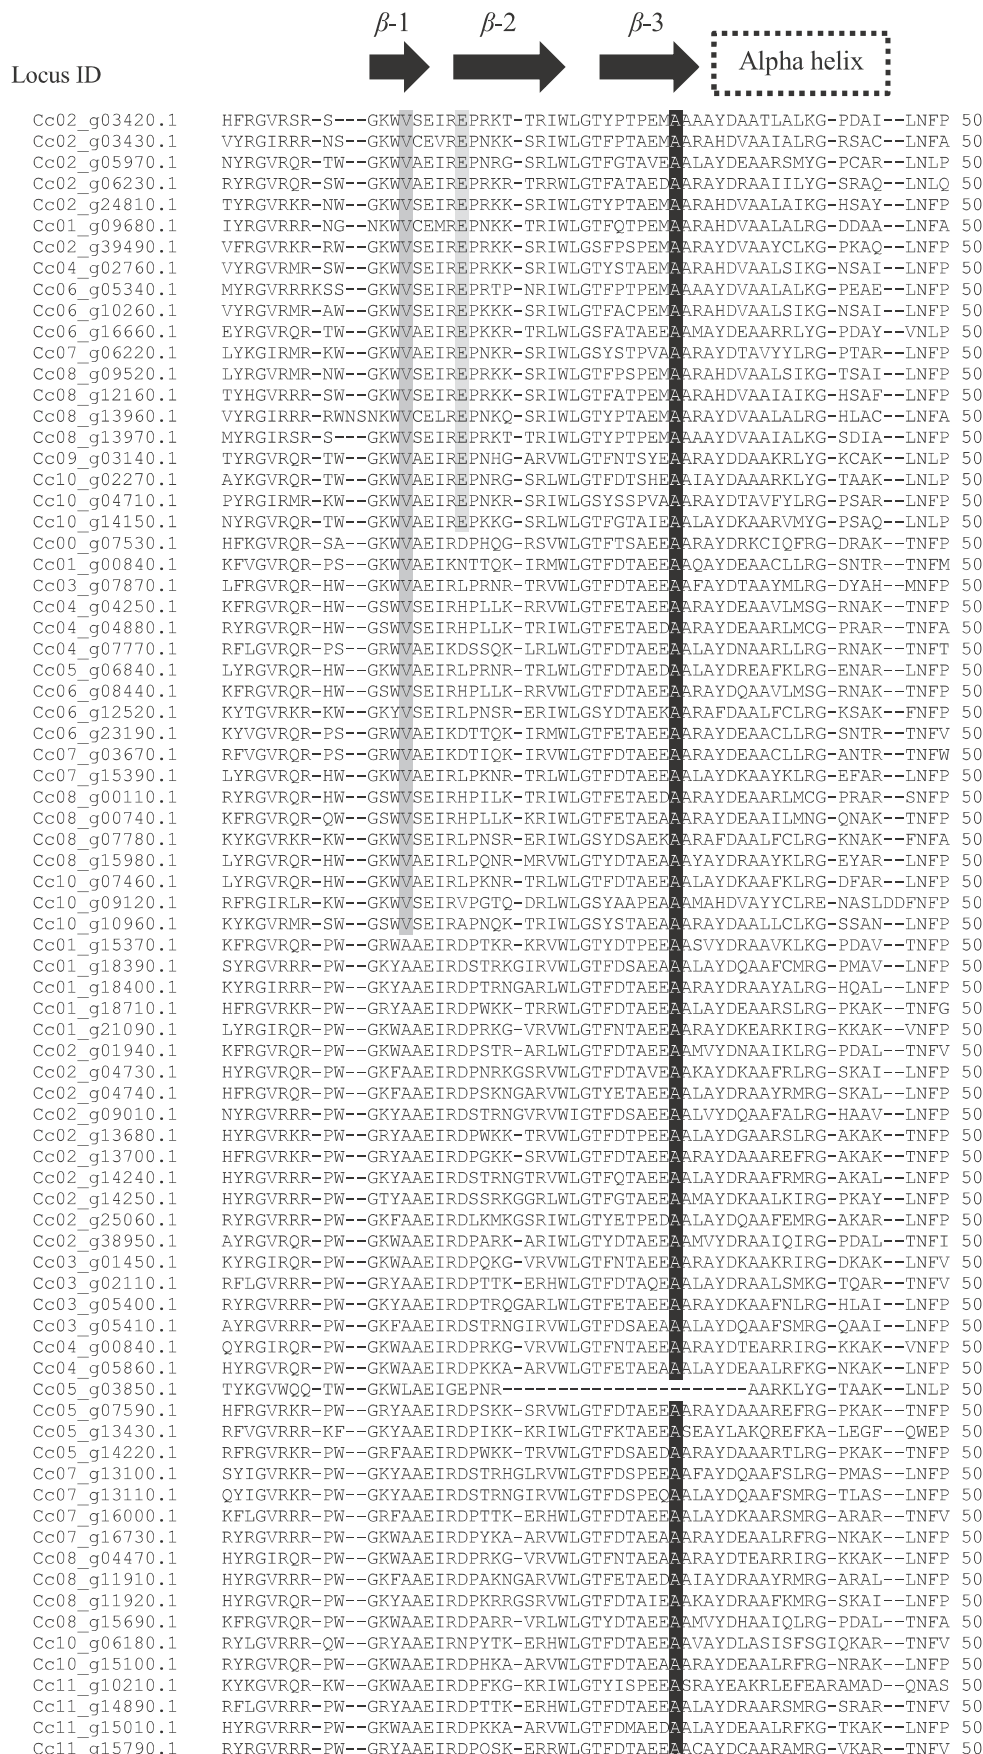 β-1 β-2 β-3
Locus ID Alpha helix
Cc02_g03420.1 HFRGVRSR-S---GKWVSEIREPRKT-TRIWLGTYPTPEMAAAAYDAATLALKG-PDAI--LNFP 50
Cc02_g03430.1 VYRGIRRR-NS--GKWVCEVREPNKK-SRIWLGTFPTAEMAARAHDVAAIALRG-RSAC--LNFA 50
Cc02_g05970.1 NYRGVRQR-TW--GKWVAEIREPNRG-SRLWLGTFGTAVEAALAYDEAARSMYG-PCAR--LNLP 50
Cc02_g06230.1 RYRGVRQR-SW--GKWVAEIREPRKR-TRRWLGTFATAEDAARAYDRAAIILYG-SRAQ--LNLQ 50
Cc02_g24810.1 TYRGVRKR-NW--GKWVSEIREPRKK-SRIWLGTYPTAEMAARAHDVAALAIKG-HSAY--LNFP 50
Cc01_g09680.1 IYRGVRRR-NG--NKWVCEMREPNKK-TRIWLGTFQTPEMAARAHDVAALALRG-DDAA--LNFA 50
Cc02_g39490.1 VFRGVRKR-RW--GKWVSEIREPRKK-SRIWLGSFPSPEMAARAYDVAAYCLKG-PKAQ--LNFP 50
Cc04_g02760.1 VYRGVRMR-SW--GKWVSEIREPRKK-SRIWLGTYSTAEMAARAHDVAALSIKG-NSAI--LNFP 50
Cc06_g05340.1 MYRGVRRRKSS--GKWVSEIREPRTP-NRIWLGTFPTPEMAAVAYDVAALALKG-PEAE--LNFP 50
Cc06_g10260.1 VYRGVRMR-AW--GKWVSEIREPKKK-SRIWLGTFACPEMAARAHDVAALSIKG-NSAI--LNFP 50
Cc06_g16660.1 EYRGVRQR-TW--GKWVAEIREPKKR-TRLWLGSFATAEEAAMAYDEAARRLYG-PDAY--VNLP 50
Cc07_g06220.1 LYKGIRMR-KW--GKWVAEIREPNKR-SRIWLGSYSTPVAAARAYDTAVYYLRG-PTAR--LNFP 50
Cc08_g09520.1 LYRGVRMR-NW--GKWVSEIREPRKK-SRIWLGTFPSPEMAARAHDVAALSIKG-TSAI--LNFP 50
Cc08_g12160.1 TYHGVRRR-SW--GKWVSEIREPRKK-SRIWLGTFATPEMAARAHDVAAIAIKG-HSAF--LNFP 50
Cc08_g13960.1 VYRGIRRR-RWNSNKWVCELREPNKQ-SRIWLGTYPTAEMAARAHDVAALALRG-HLAC--LNFA 50
Cc08_g13970.1 MYRGIRSR-S---GKWVSEIREPRKT-TRIWLGTYPTPEMAAAAYDVAAIALKG-SDIA--LNFP 50
Cc09_g03140.1 TYRGVRQR-TW--GKWVAEIREPNHG-ARVWLGTFNTSYEAARAYDDAAKRLYG-KCAK--LNLP 50
Cc10_g02270.1 AYKGVRQR-TW--GKWVAEIREPNRG-SRLWLGTFDTSHEAAIAYDAAARKLYG-TAAK--LNLP 50
Cc10_g04710.1 PYRGIRMR-KW--GKWVAEIREPNKR-SRIWLGSYSSPVAAARAYDTAVFYLRG-PSAR--LNFP 50
Cc10_g14150.1 NYRGVRQR-TW--GKWVAEIREPKKG-SRLWLGTFGTAIEAALAYDKAARVMYG-PSAQ--LNLP 50
Cc00_g07530.1 HFKGVRQR-SA--GKWVAEIRDPHQG-RSVWLGTFTSAEEAARAYDRKCIQFRG-DRAK--TNFP 50
Cc01_g00840.1 KFVGVRQR-PS--GKWVAEIKNTTQK-IRMWLGTFETAEEAAQAYDEAACLLRG-SNTR--TNFM 50
Cc03_g07870.1 LFRGVRQR-HW--GKWVAEIRLPRNR-TRVWLGTFDTAEEAAFAYDTAAYMLRG-DYAH--MNFP 50
Cc04_g04250.1 KFRGVRQR-HW--GSWVSEIRHPLLK-RRVWLGTFETAEEAARAYDEAAVLMSG-RNAK--TNFP 50
Cc04_g04880.1 RYRGVRQR-HW--GSWVSEIRHPLLK-TRIWLGTFETAEDAARAYDEAARLMCG-PRAR--TNFA 50
Cc04_g07770.1 RFLGVRQR-PS--GRWVAEIKDSSQK-LRLWLGTFDTAEEAALAYDNAARLLRG-RNAK--TNFT 50
Cc05_g06840.1 LYRGVRQR-HW--GKWVAEIRLPRNR-TRLWLGTFDTAEDAALAYDREAFKLRG-ENAR--LNFP 50
Cc06_g08440.1 KFRGVRQR-HW--GSWVSEIRHPLLK-RRVWLGTFDTAEEAARAYDQAAVLMSG-RNAK--TNFP 50
Cc06_g12520.1 KYTGVRKR-KW--GKYVSEIRLPNSR-ERIWLGSYDTAEKAARAFDAALFCLRG-KSAK--FNFP 50
Cc06_g23190.1 KYVGVRQR-PS--GRWVAEIKDTTQK-IRMWLGTFETAEEAARAYDEAACLLRG-SNTR--TNFV 50
Cc07_g03670.1 RFVGVRQR-PS--GRWVAEIKDTIQK-IRLWLGTFDTAEEAARAYDEAACLLRG-ANTR--TNFW 50
Cc07_g15390.1 LYRGVRQR-HW--GKWVAEIRLPKNR-TRLWLGTFDTAEEAALAYDKAAYKLRG-EFAR--LNFP 50
Cc08_g00110.1 RYRGVRQR-HW--GSWVSEIRHPILK-TRIWLGTFETAEDAARAYDEAARLMCG-PRAR--SNFP 50
Cc08_g00740.1 KFRGVRQR-QW--GSWVSEIRHPLLK-KRIWLGTFETAEAAARAYDEAAILMNG-QNAK--TNFP 50
Cc08_g07780.1 KYKGVRKR-KW--GKWVSEIRLPNSR-ERIWLGSYDSAEKAARAFDAALFCLRG-KNAK--FNFA 50
Cc08_g15980.1 LYRGVRQR-HW--GKWVAEIRLPQNR-MRVWLGTYDTAEAAAYAYDRAAYKLRG-EYAR--LNFP 50
Cc10_g07460.1 LYRGVRQR-HW--GKWVAEIRLPKNR-TRLWLGTFDTAEEAALAYDKAAFKLRG-DFAR--LNFP 50
Cc10_g09120.1 RFRGIRLR-KW--GKWVAEIRVPGTQ-DRLWLGSYAAPEAAAMAHDVAYYCLRE-NASLDDFNFP 50
Cc10_g10960.1 KYKGVRMR-SW--GSWVSEIRAPNQK-TRIWLGSYSTAEAAARAYDAALLCLKG-SSAN--LNFP 50
Cc01_g15370.1 KFRGVRQR-PW--GRWAAEIRDPTKR-KRVWLGTYDTPEEAASVYDRAAVKLKG-PDAV--TNFP 50
Cc01_g18390.1 SYRGVRRR-PW--GKYAAEIRDSTRKGIRVWLGTFDSAEAAALAYDQAAFCMRG-PMAV--LNFP 50
Cc01_g18400.1 KYRGIRRR-PW--GKYAAEIRDPTRNGARLWLGTFDTAEEAARAYDRAAYALRG-HQAL--LNFP 50
Cc01_g18710.1 HFRGVRKR-PW--GRYAAEIRDPWKK-TRRWLGTFDTAEEAALAYDEAARSLRG-PKAK--TNFG 50
Cc01_g21090.1 LYRGIRQR-PW--GKWAAEIRDPRKG-VRVWLGTFNTAEEAARAYDKEARKIRG-KKAK--VNFP 50
Cc02_g01940.1 KFRGVRQR-PW--GKWAAEIRDPSTR-ARLWLGTFDTAEEAAMVYDNAAIKLRG-PDAL--TNFV 50
Cc02_g04730.1 HYRGVRQR-PW--GKFAAEIRDPNRKGSRVWLGTFDTAVEAAKAYDKAAFRLRG-SKAI--LNFP 50
Cc02_g04740.1 HFRGVRQR-PW--GKFAAEIRDPSKNGARVWLGTYETAEEAALAYDRAAYRMRG-SKAL--LNFP 50
Cc02_g09010.1 NYRGVRRR-PW--GKYAAEIRDSTRNGVRVWIGTFDSAEEAALVYDQAAFALRG-HAAV--LNFP 50
Cc02_g13680.1 HYRGVRKR-PW--GRYAAEIRDPWKK-TRVWLGTFDTPEEAALAYDGAARSLRG-AKAK--TNFP 50
Cc02_g13700.1 HFRGVRKR-PW--GRYAAEIRDPGKK-SRVWLGTFDTAEEAARAYDAAAREFRG-AKAK--TNFP 50
Cc02_g14240.1 HYRGVRQR-PW--GKYAAEIRDSTRNGTRVWLGTFQTAEEAALAYDRAAFRMRG-AKAL--LNFP 50
Cc02_g14250.1 HYRGVRRR-PW--GTYAAEIRDSSRKGGRLWLGTFGTAEEAAMAYDKAALKIRG-PKAY--LNFP 50
Cc02_g25060.1 RYRGVRRR-PW--GKFAAEIRDLKMKGSRIWLGTYETPEDAALAYDQAAFEMRG-AKAR--LNFP 50
Cc02_g38950.1 AYRGVRQR-PW--GKWAAEIRDPARK-ARIWLGTYDTAEEAAMVYDRAAIQIRG-PDAL--TNFI 50
Cc03_g01450.1 KYRGIRQR-PW--GKWAAEIRDPQKG-VRVWLGTFNTAEEAARAYDKAAKRIRG-DKAK--LNFV 50
Cc03_g02110.1 RFLGVRRR-PW--GRYAAEIRDPTTK-ERHWLGTFDTAQEAALAYDRAALSMKG-TQAR--TNFV 50
Cc03_g05400.1 RYRGVRRR-PW--GKYAAEIRDPTRQGARLWLGTFETAEEAARAYDKAAFNLRG-HLAI--LNFP 50
Cc03_g05410.1 AYRGVRRR-PW--GKFAAEIRDSTRNGIRVWLGTFDSAEAAALAYDQAAFSMRG-QAAI--LNFP 50
Cc04_g00840.1 QYRGIRQR-PW--GKWAAEIRDPRKG-VRVWLGTFNTAEEAARAYDTEARRIRG-KKAK--VNFP 50
Cc04_g05860.1 HYRGVRQR-PW--GKWAAEIRDPKKA-ARVWLGTFETAEAAALAYDEAALRFKG-NKAK--LNFP 50
Cc05_g03850.1 TYKGVWQQ-TW--GKWLAEIGEPNR-----------------------AARKLYG-TAAK--LNLP 50
Cc05_g07590.1 HFRGVRKR-PW--GRYAAEIRDPSKK-SRVWLGTFDTAEEAARAYDAAAREFRG-PKAK--TNFP 50
Cc05_g13430.1 RFVGVRRR-KF--GKYAAEIRDPIKK-KRIWLGTFKTAEEASEAYLAKQREFKA-LEGF--QWEP 50
Cc05_g14220.1 RFRGVRKR-PW--GRFAAEIRDPWKK-TRVWLGTFDSAEDAARAYDAAARTLRG-PKAK--TNFP 50
Cc07_g13100.1 SYIGVRKR-PW--GKYAAEIRDSTRHGLRVWLGTFDSPEEAAFAYDQAAFSLRG-PMAS--LNFP 50
Cc07_g13110.1 QYIGVRKR-PW--GKYAAEIRDSTRNGIRVWLGTFDSPEQAALAYDQAAFSMRG-TLAS--LNFP 50
Cc07_g16000.1 KFLGVRRR-PW--GRFAAEIRDPTTK-ERHWLGTFDTAEEAALAYDKAARSMRG-ARAR--TNFV 50
Cc07_g16730.1 RYRGVRQR-PW--GKWAAEIRDPYKA-ARVWLGTFDTAEAAARAYDEAALRFRG-NKAK--LNFP 50
Cc08_g04470.1 HYRGIRQR-PW--GKWAAEIRDPRKG-VRVWLGTFNTAEAAARAYDTEARRIRG-KKAK--LNFP 50
Cc08_g11910.1 HYRGVRRR-PW--GKFAAEIRDPAKNGARVWLGTFETAEDAAIAYDRAAYRMRG-ARAL--LNFP 50
Cc08_g11920.1 HYRGVRRR-PW--GKFAAEIRDPKRRGSRVWLGTFDTAIEAAKAYDRAAFKMRG-SKAI--LNFP 50
Cc08_g15690.1 KFRGVRQR-PW--GKWAAEIRDPARR-VRLWLGTYDTAEEAAMVYDHAAIQLRG-PDAL--TNFA 50
Cc10_g06180.1 RYLGVRRR-QW--GRYAAEIRNPYTK-ERHWLGTFDTAEEAAVAYDLASISFSGIQKAR--TNFV 50
Cc10_g15100.1 RYRGVRQR-PW--GKWAAEIRDPHKA-ARVWLGTFDTAEAAARAYDEAALRFRG-NRAK--LNFP 50
Cc11_g10210.1 KYKGVRQR-KW--GKWAAEIRDPFKG-KRIWLGTYISPEEASRAYEAKRLEFEARAMAD--QNAS 50
Cc11_g14890.1 RFLGVRRR-PW--GRYAAEIRDPTTK-ERHWLGTFDTAEEAALAYDRAARSMRG-SRAR--TNFV 50
Cc11_g15010.1 HYRGVRQR-PW--GKWAAEIRDPKKA-ARVWLGTFDMAEDAALAYDEAALRFKG-TKAK--LNFP 50
Cc11_g15790.1 RYRGVRRR-PW--GRYAAEIRDPQSK-ERRWLGTFDTAEEAACAYDCAARAMRG-VKAR--TNFV 50